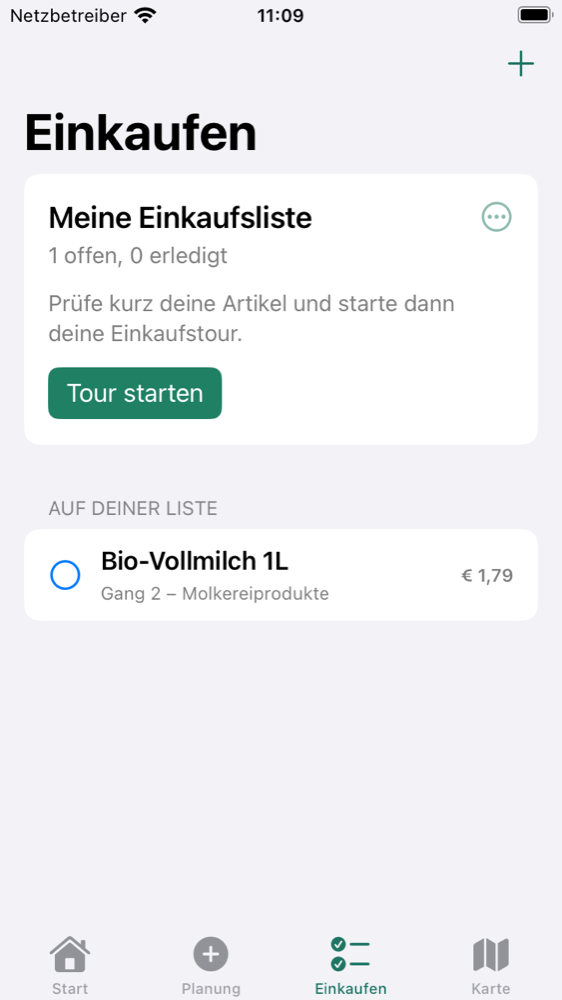 Netzbetreiber 11:09
Einkaufen
Meine Einkaufsliste
1 offen, 0 erledigt
Prüfe kurz deine Artikel und starte dann
deine Einkaufstour.
Tour starten
AUF DEINER LISTE
Bio-Vollmilch 1L
Gang 2 – Molkereiprodukte
€ 1,79
Start Planung Einkaufen Karte